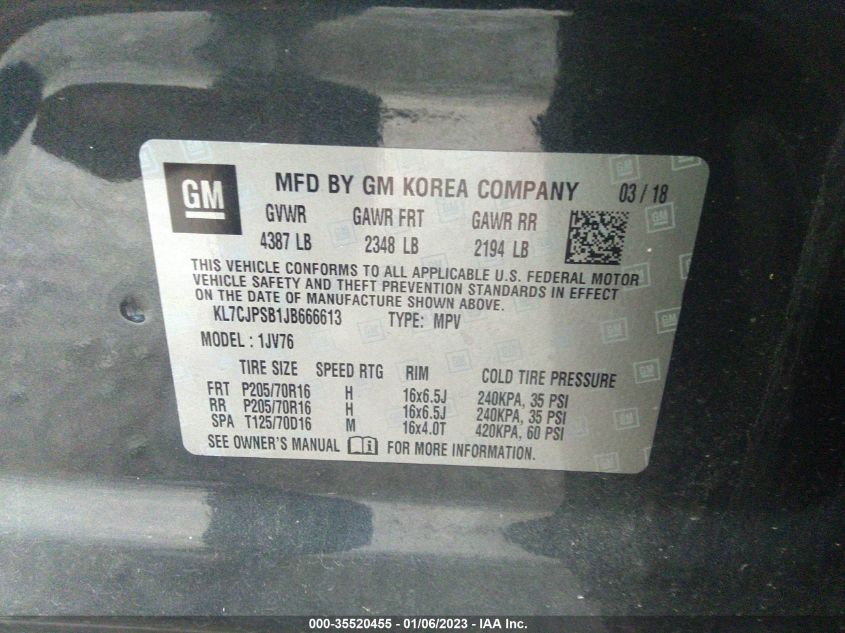 GM
MFD BY GM KOREA COMPANY 03 / 18
GVWR GAWR FRT GAWR RR
4387 LB 2348 LB 2194 LB
THIS VEHICLE CONFORMS TO ALL APPLICABLE U.S. FEDERAL MOTOR
VEHICLE SAFETY AND THEFT PREVENTION STANDARDS IN EFFECT
ON THE DATE OF MANUFACTURE SHOWN ABOVE.
KL7CJPSB1JB666613 TYPE: MPV
MODEL : 1JV76
TIRE SIZE SPEED RTG RIM COLD TIRE PRESSURE
FRT P205/70R16 H 16x6.5J 240KPA, 35 PSI
RR P205/70R16 H 16x6.5J 240KPA, 35 PSI
SPA T125/70D16 M 16x4.0T 420KPA, 60 PSI
SEE OWNER'S MANUAL i FOR MORE INFORMATION.
000-35520455 - 01/06/2023 - IAA Inc.